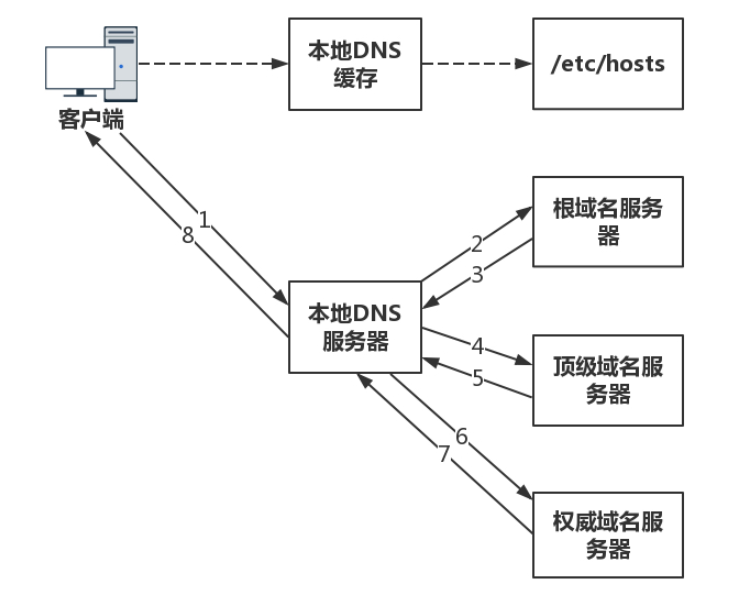 本地DNS
缓存
/etc/hosts
客户端
根域名服务
器
1
2
8
3
本地DNS
服务器
4
顶级域名服
务器
5
6
7
权威域名服
务器